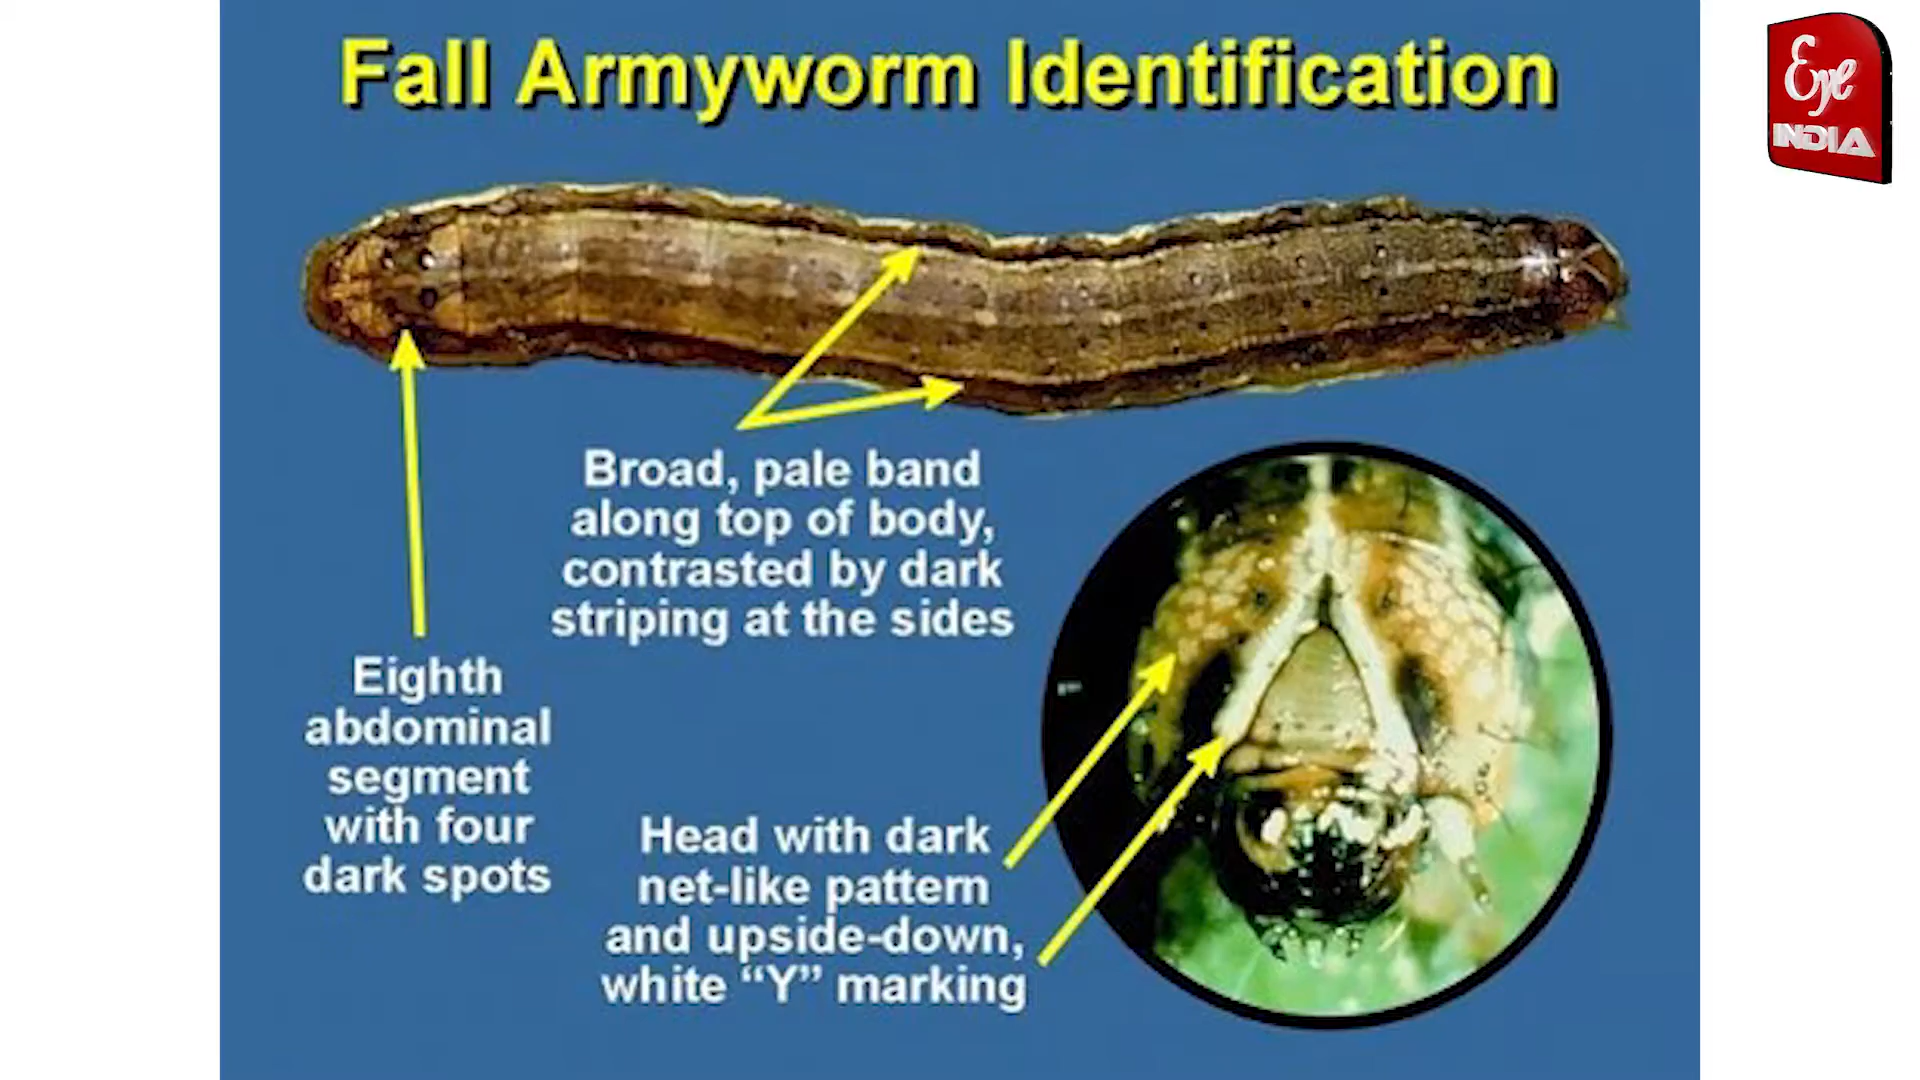 Fall Armyworm Identification
Eye
INDIA
Broad, pale band
along top of body,
contrasted by dark
striping at the sides
Eighth
abdominal
segment
with four
dark spots
Head with dark
net-like pattern
and upside-down,
white “Y” marking